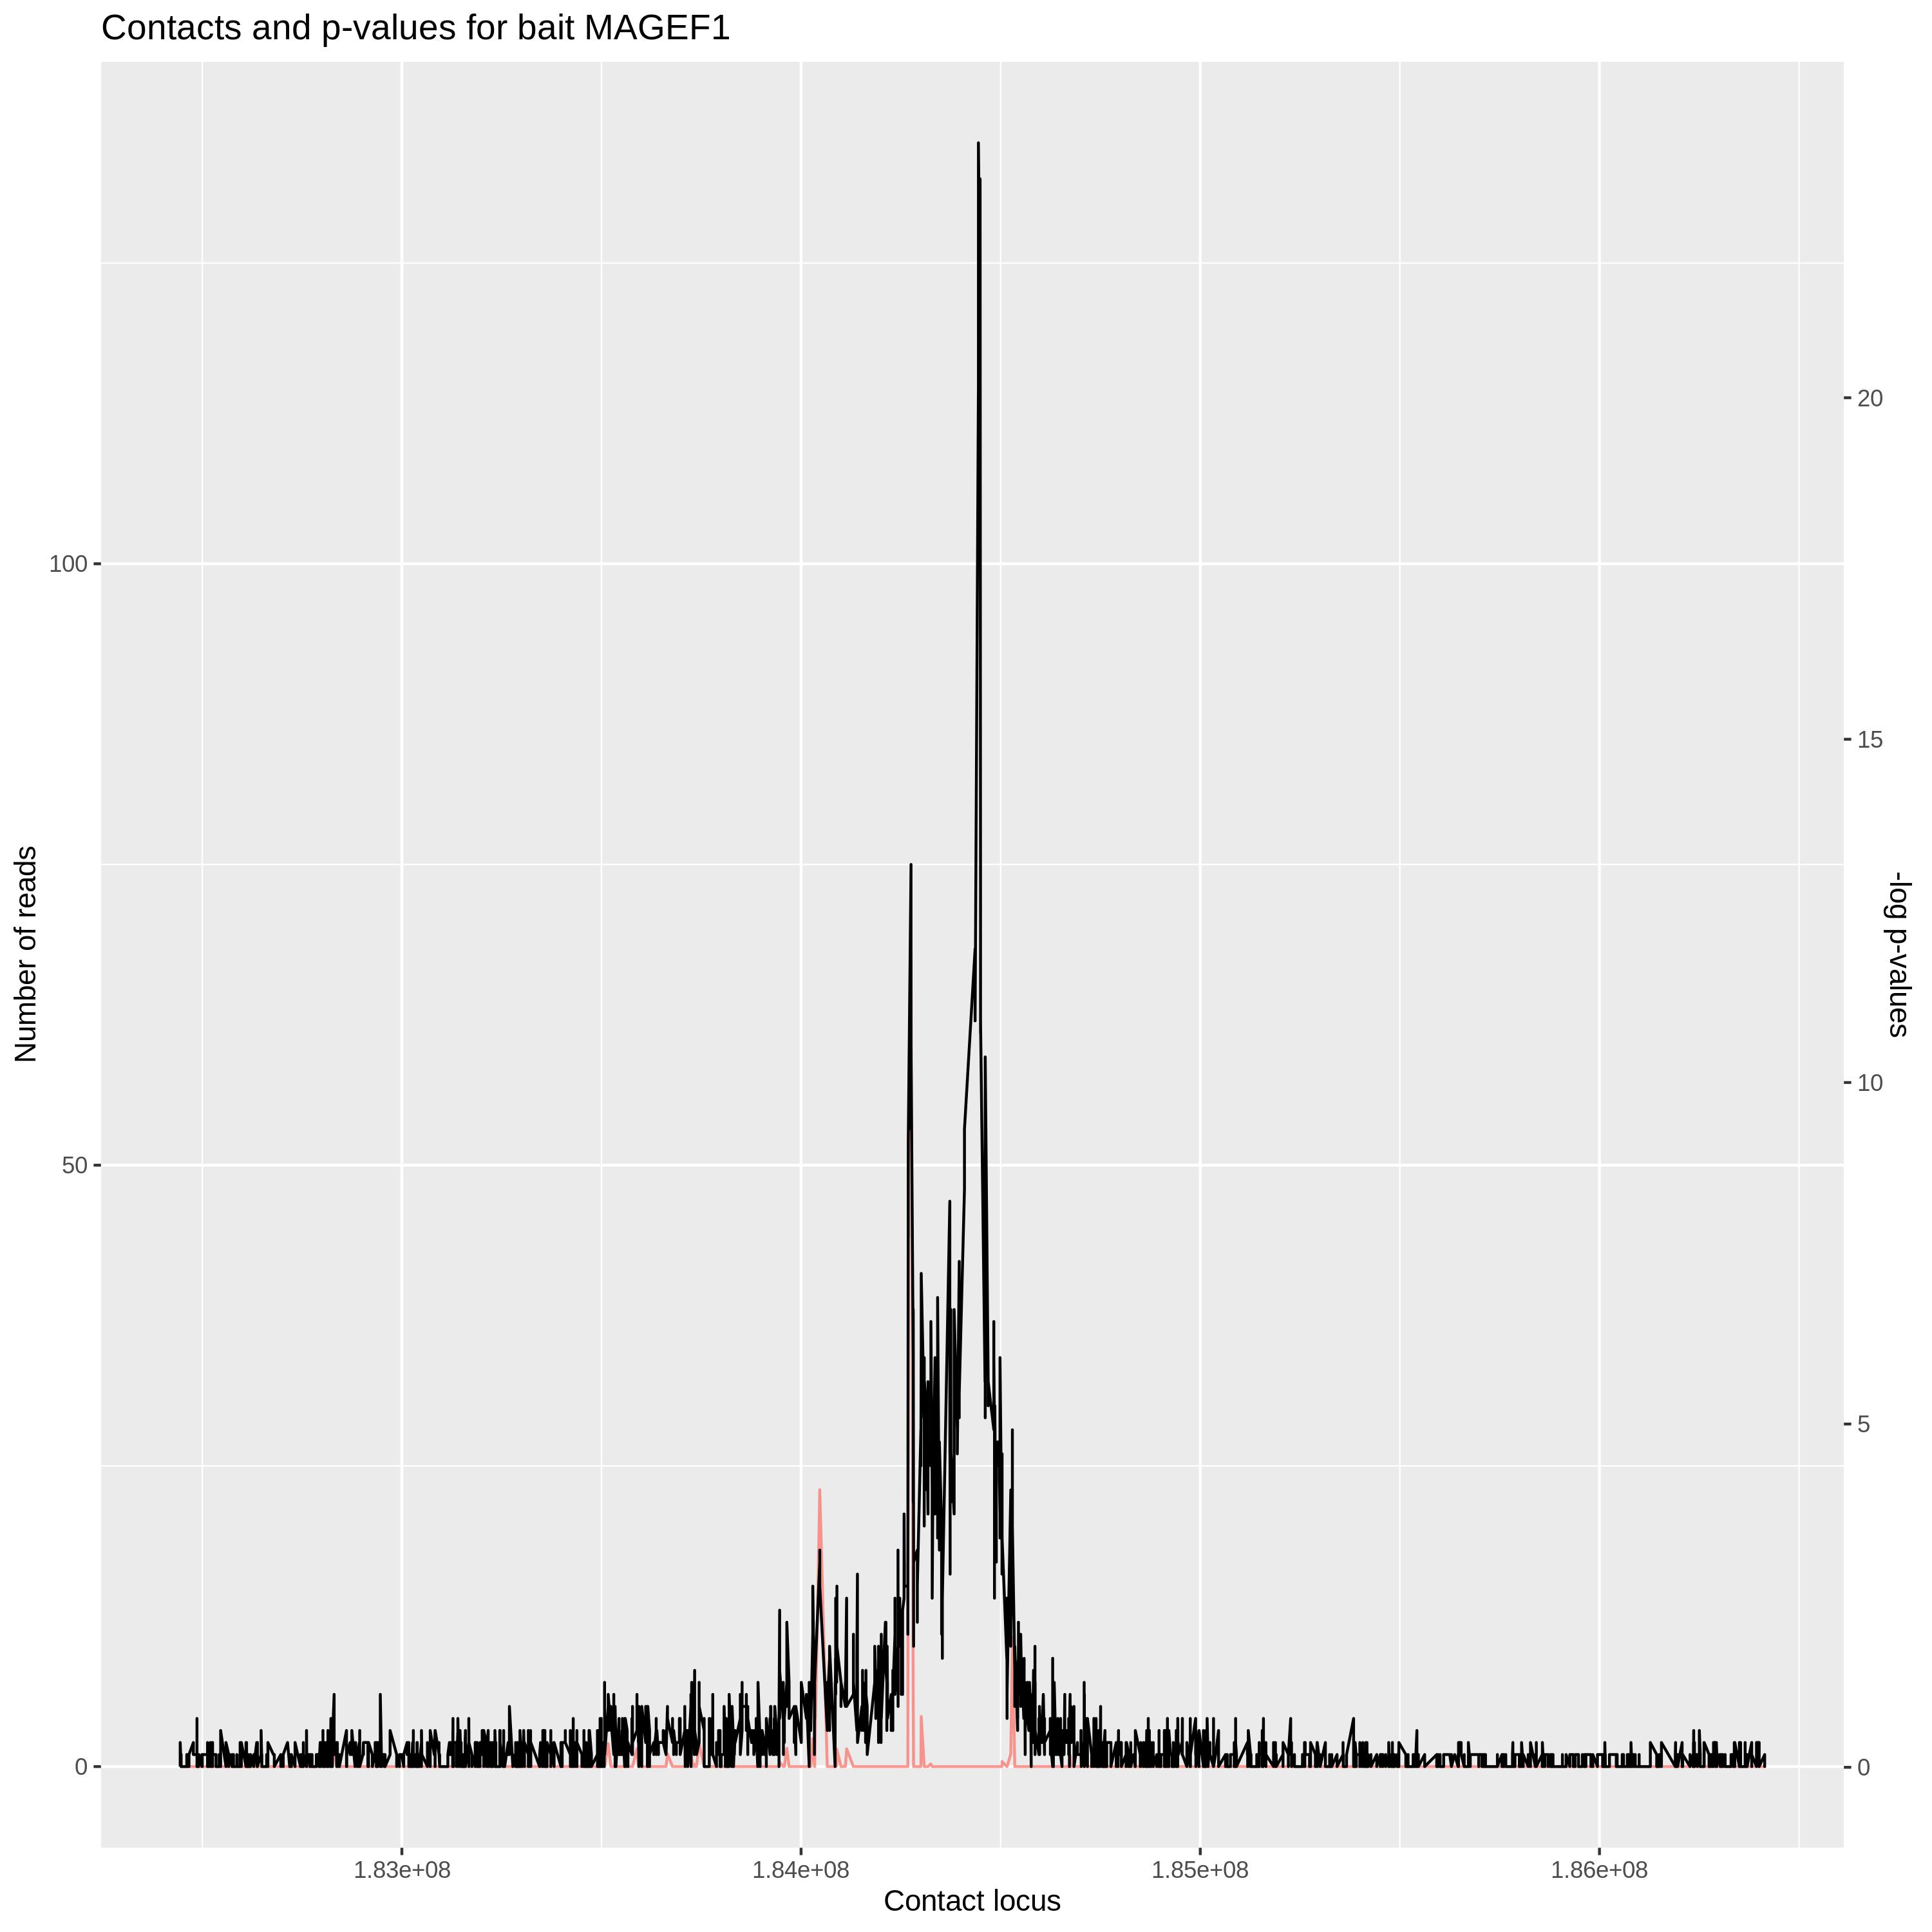 Contacts and p-values for bait MAGEF1
100
50
0
Number of reads
20
15
10
5
0
-log p-values
1.83e+08
1.84e+08
1.85e+08
1.86e+08
Contact locus